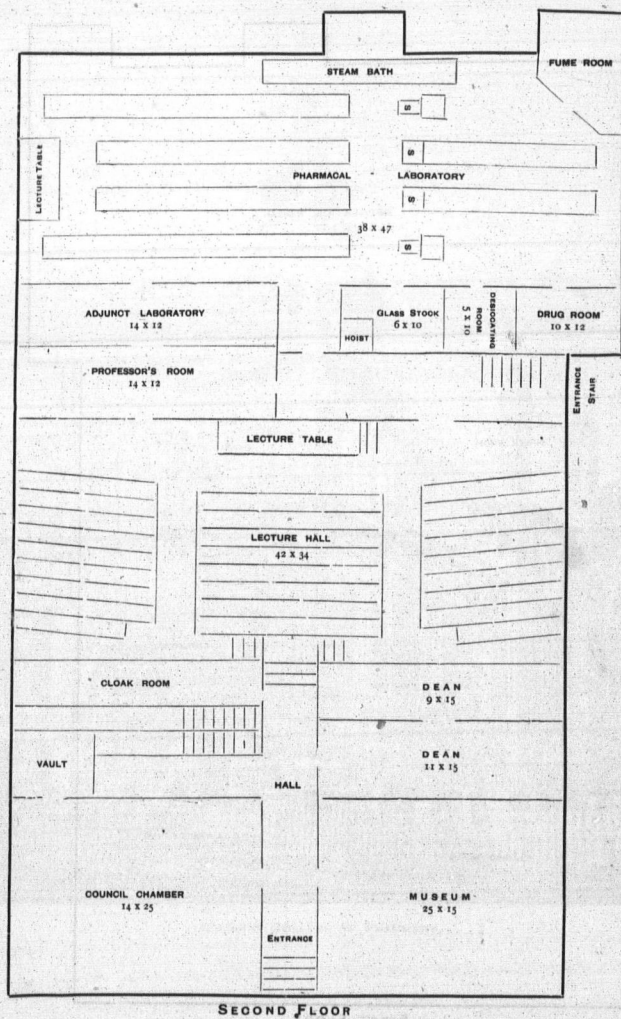 STEAM BATH
FUME ROOM
S
S
LECTURE TABLE
PHARMACAL LABORATORY
S
38 X 47
S
ADJUNCT LABORATORY
14 X 12
GLASS STOCK
6 X 10
HOIST
DESICCATING
ROOM
5 X 10
DRUG ROOM
10 X 12
PROFESSOR'S ROOM
14 X 12
ENTRANCE
STAIR
LECTURE TABLE
LECTURE HALL
42 X 34
CLOAK ROOM
DEAN
9 X 15
VAULT
DEAN
11 X 15
HALL
COUNCIL CHAMBER
14 X 25
MUSEUM
25 X 15
ENTRANCE
SECOND FLOOR